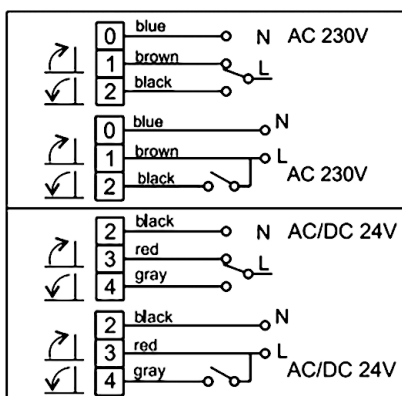 0 blue N AC 230V
1 brown L
2 black
0 blue N
1 brown L
2 black AC 230V
2 black N AC/DC 24V
3 red L
4 gray
2 black N
3 red L
4 gray AC/DC 24V